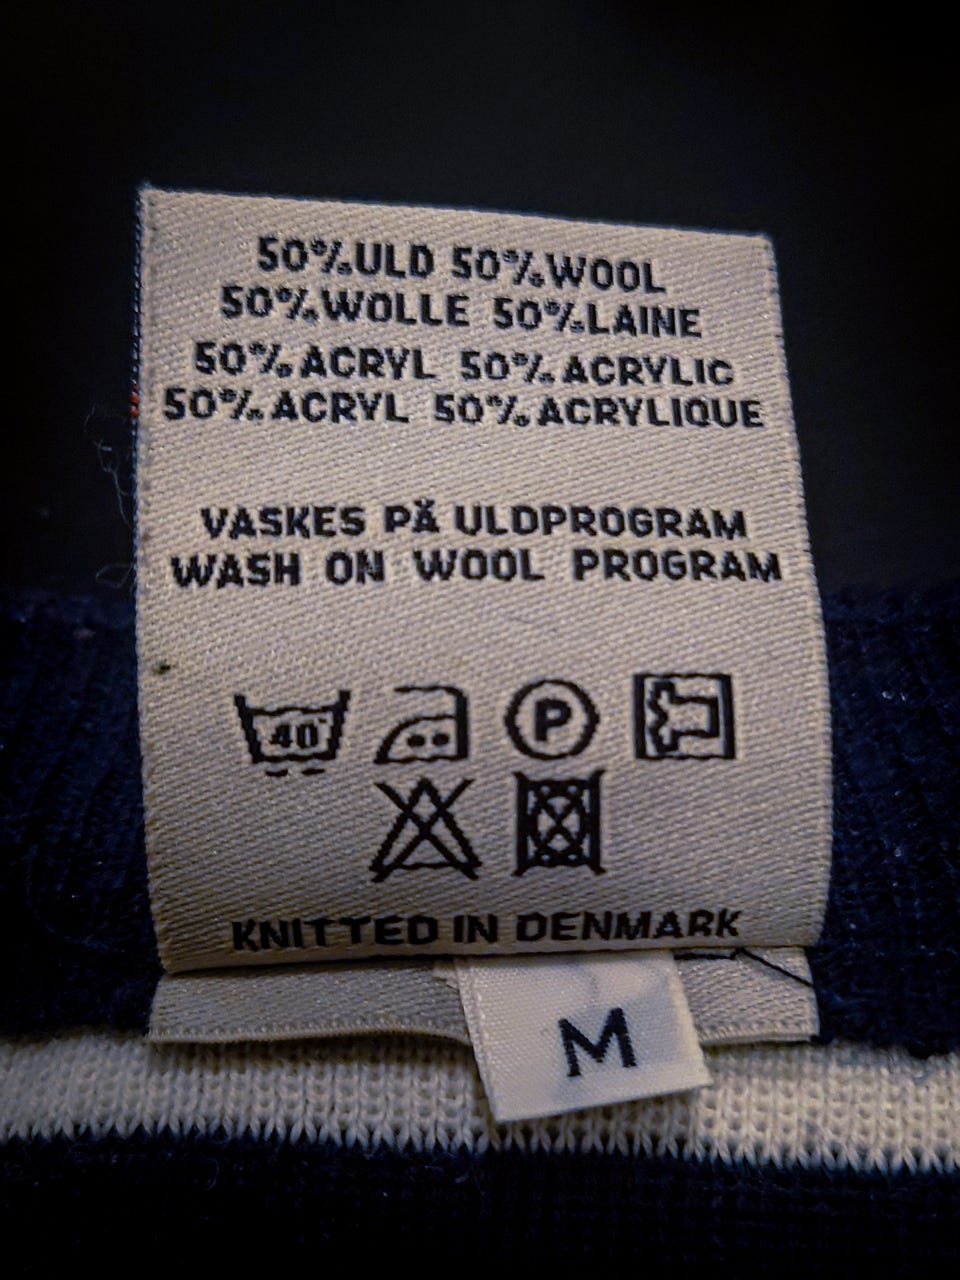 50%ULD 50%WOOL
50%WOLLE 50%LAINE
50%ACRYL 50%ACRYLIC
50%ACRYL 50%ACRYLIQUE
VASKES PÅ ULDPROGRAM
WASH ON WOOL PROGRAM
40° P
KNITTED IN DENMARK
M